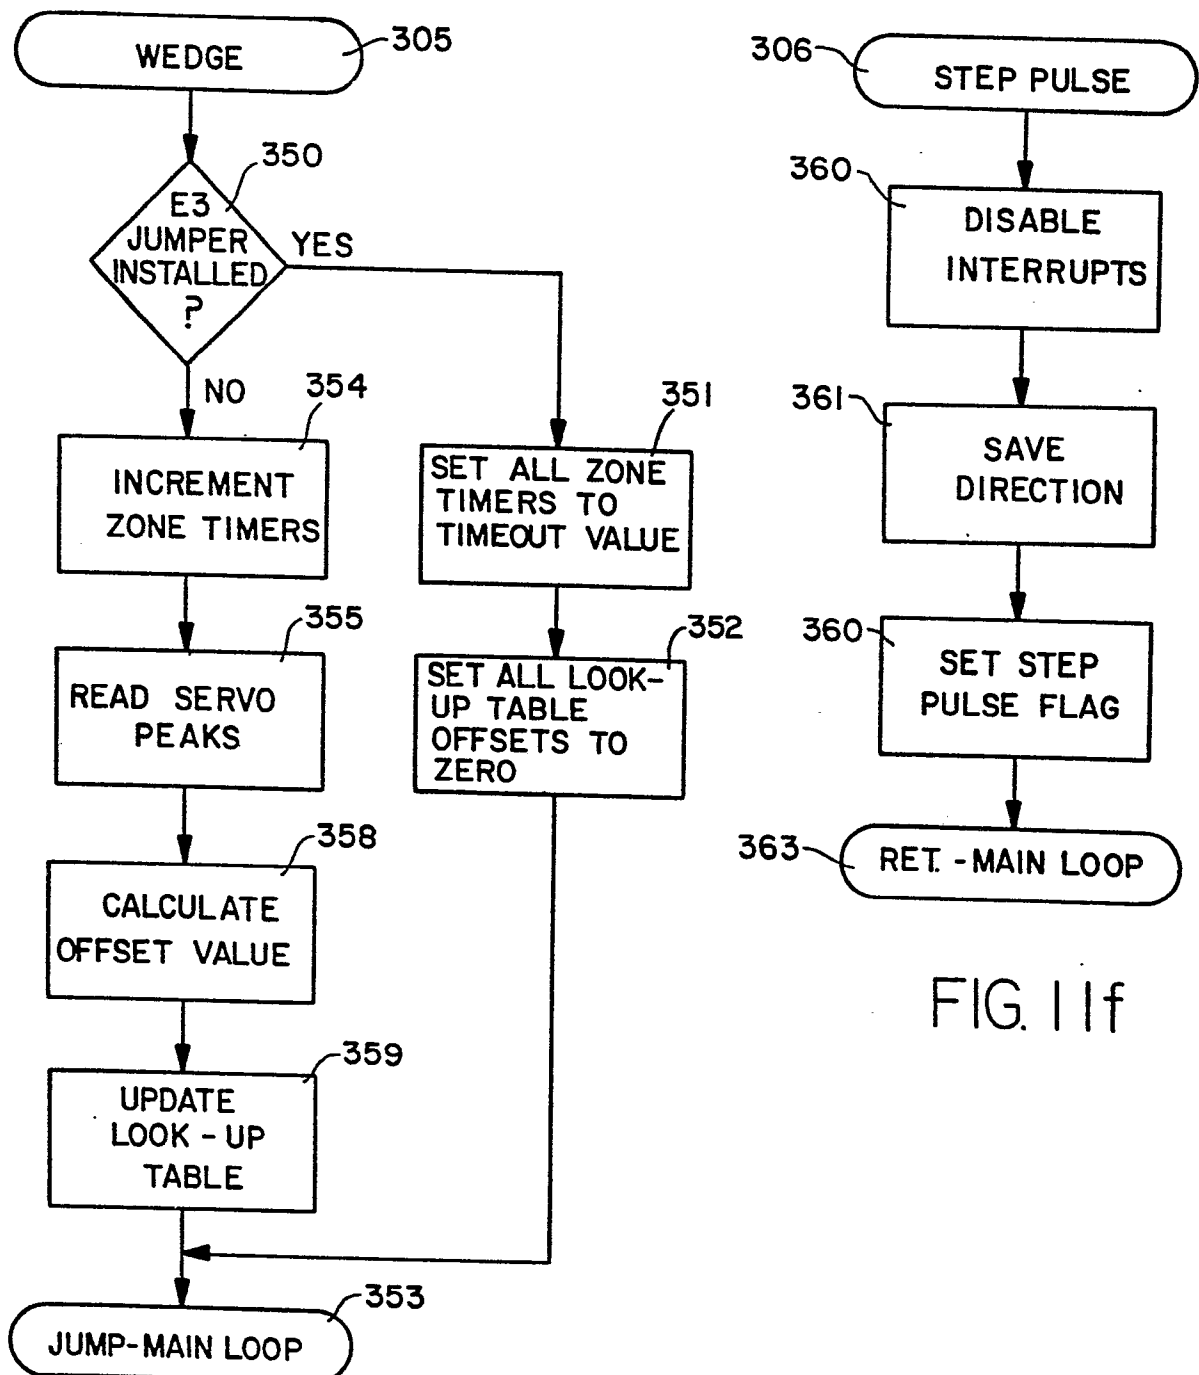 WEDGE
305
350
E3
JUMPER
INSTALLED
?
YES
NO
354
INCREMENT
ZONE TIMERS
351
SET ALL ZONE
TIMERS TO
TIMEOUT VALUE
355
READ SERVO
PEAKS
352
SET ALL LOOK-
UP TABLE
OFFSETS TO
ZERO
358
CALCULATE
OFFSET VALUE
359
UPDATE
LOOK-UP
TABLE
353
JUMP-MAIN LOOP
306
STEP PULSE
360
DISABLE
INTERRUPTS
361
SAVE
DIRECTION
360
SET STEP
PULSE FLAG
363
RET.-MAIN LOOP
FIG. 11f